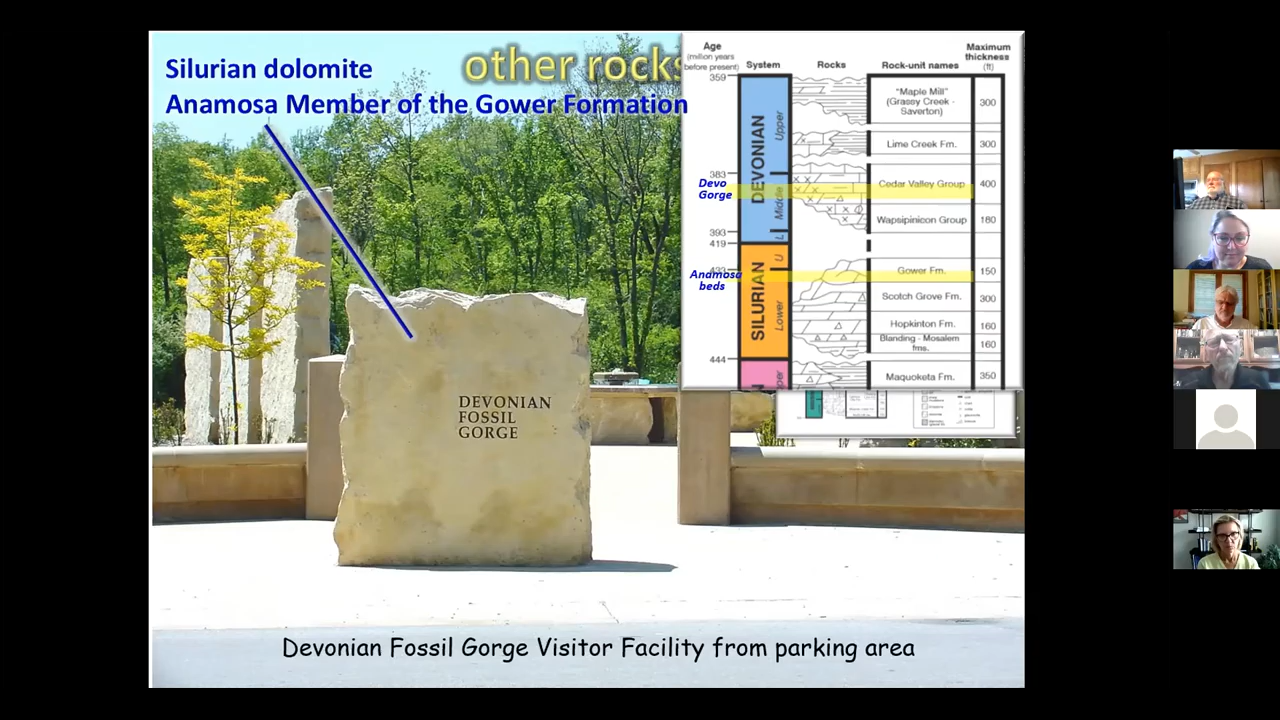 other rocks
Silurian dolomite
Anamosa Member of the Gower Formation
DEVONIAN
FOSSIL
GORGE
Devonian Fossil Gorge Visitor Facility from parking area
Age
(million years
before present)
System
Rocks
Rock-unit names
Maximum
thickness
(ft)
359
DEVONIAN
Upper
"Maple Mill"
(Grassy Creek -
Saverton)
300
Lime Creek Fm.
300
383
Devo
Gorge
Middle
Cedar Valley Group
400
Wapsipinicon Group
180
393
L
419
SILURIAN
U
Anamosa
beds
Gower Fm.
150
Lower
Scotch Grove Fm.
300
Hopkinton Fm.
160
Blanding - Mosalem
fms.
160
444
Maquoketa Fm.
350